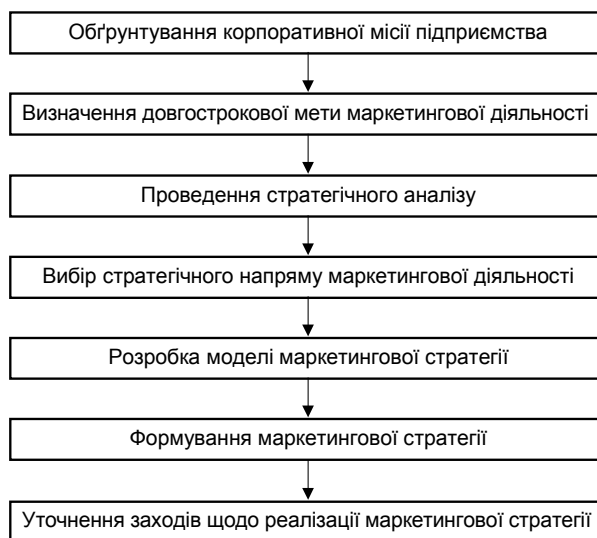 Обґрунтування корпоративної місії підприємства
Визначення довгострокової мети маркетингової діяльності
Проведення стратегічного аналізу
Вибір стратегічного напряму маркетингової діяльності
Розробка моделі маркетингової стратегії
Формування маркетингової стратегії
Уточнення заходів щодо реалізації маркетингової стратегії